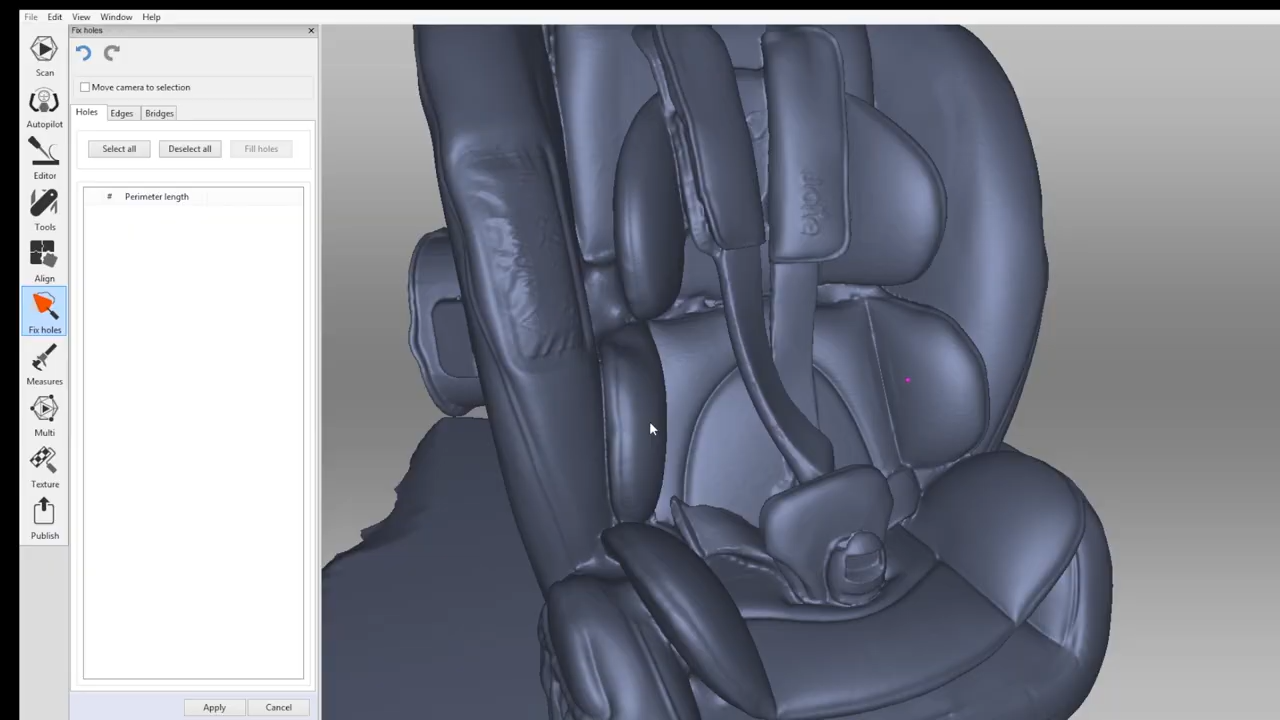 File Edit View Window Help
Fix holes
Scan
Autopilot
Editor
Tools
Align
Fix holes
Measures
Multi
Texture
Publish
Move camera to selection
Holes Edges Bridges
Select all Deselect all Fill holes
# Perimeter length
Apply Cancel
Joie